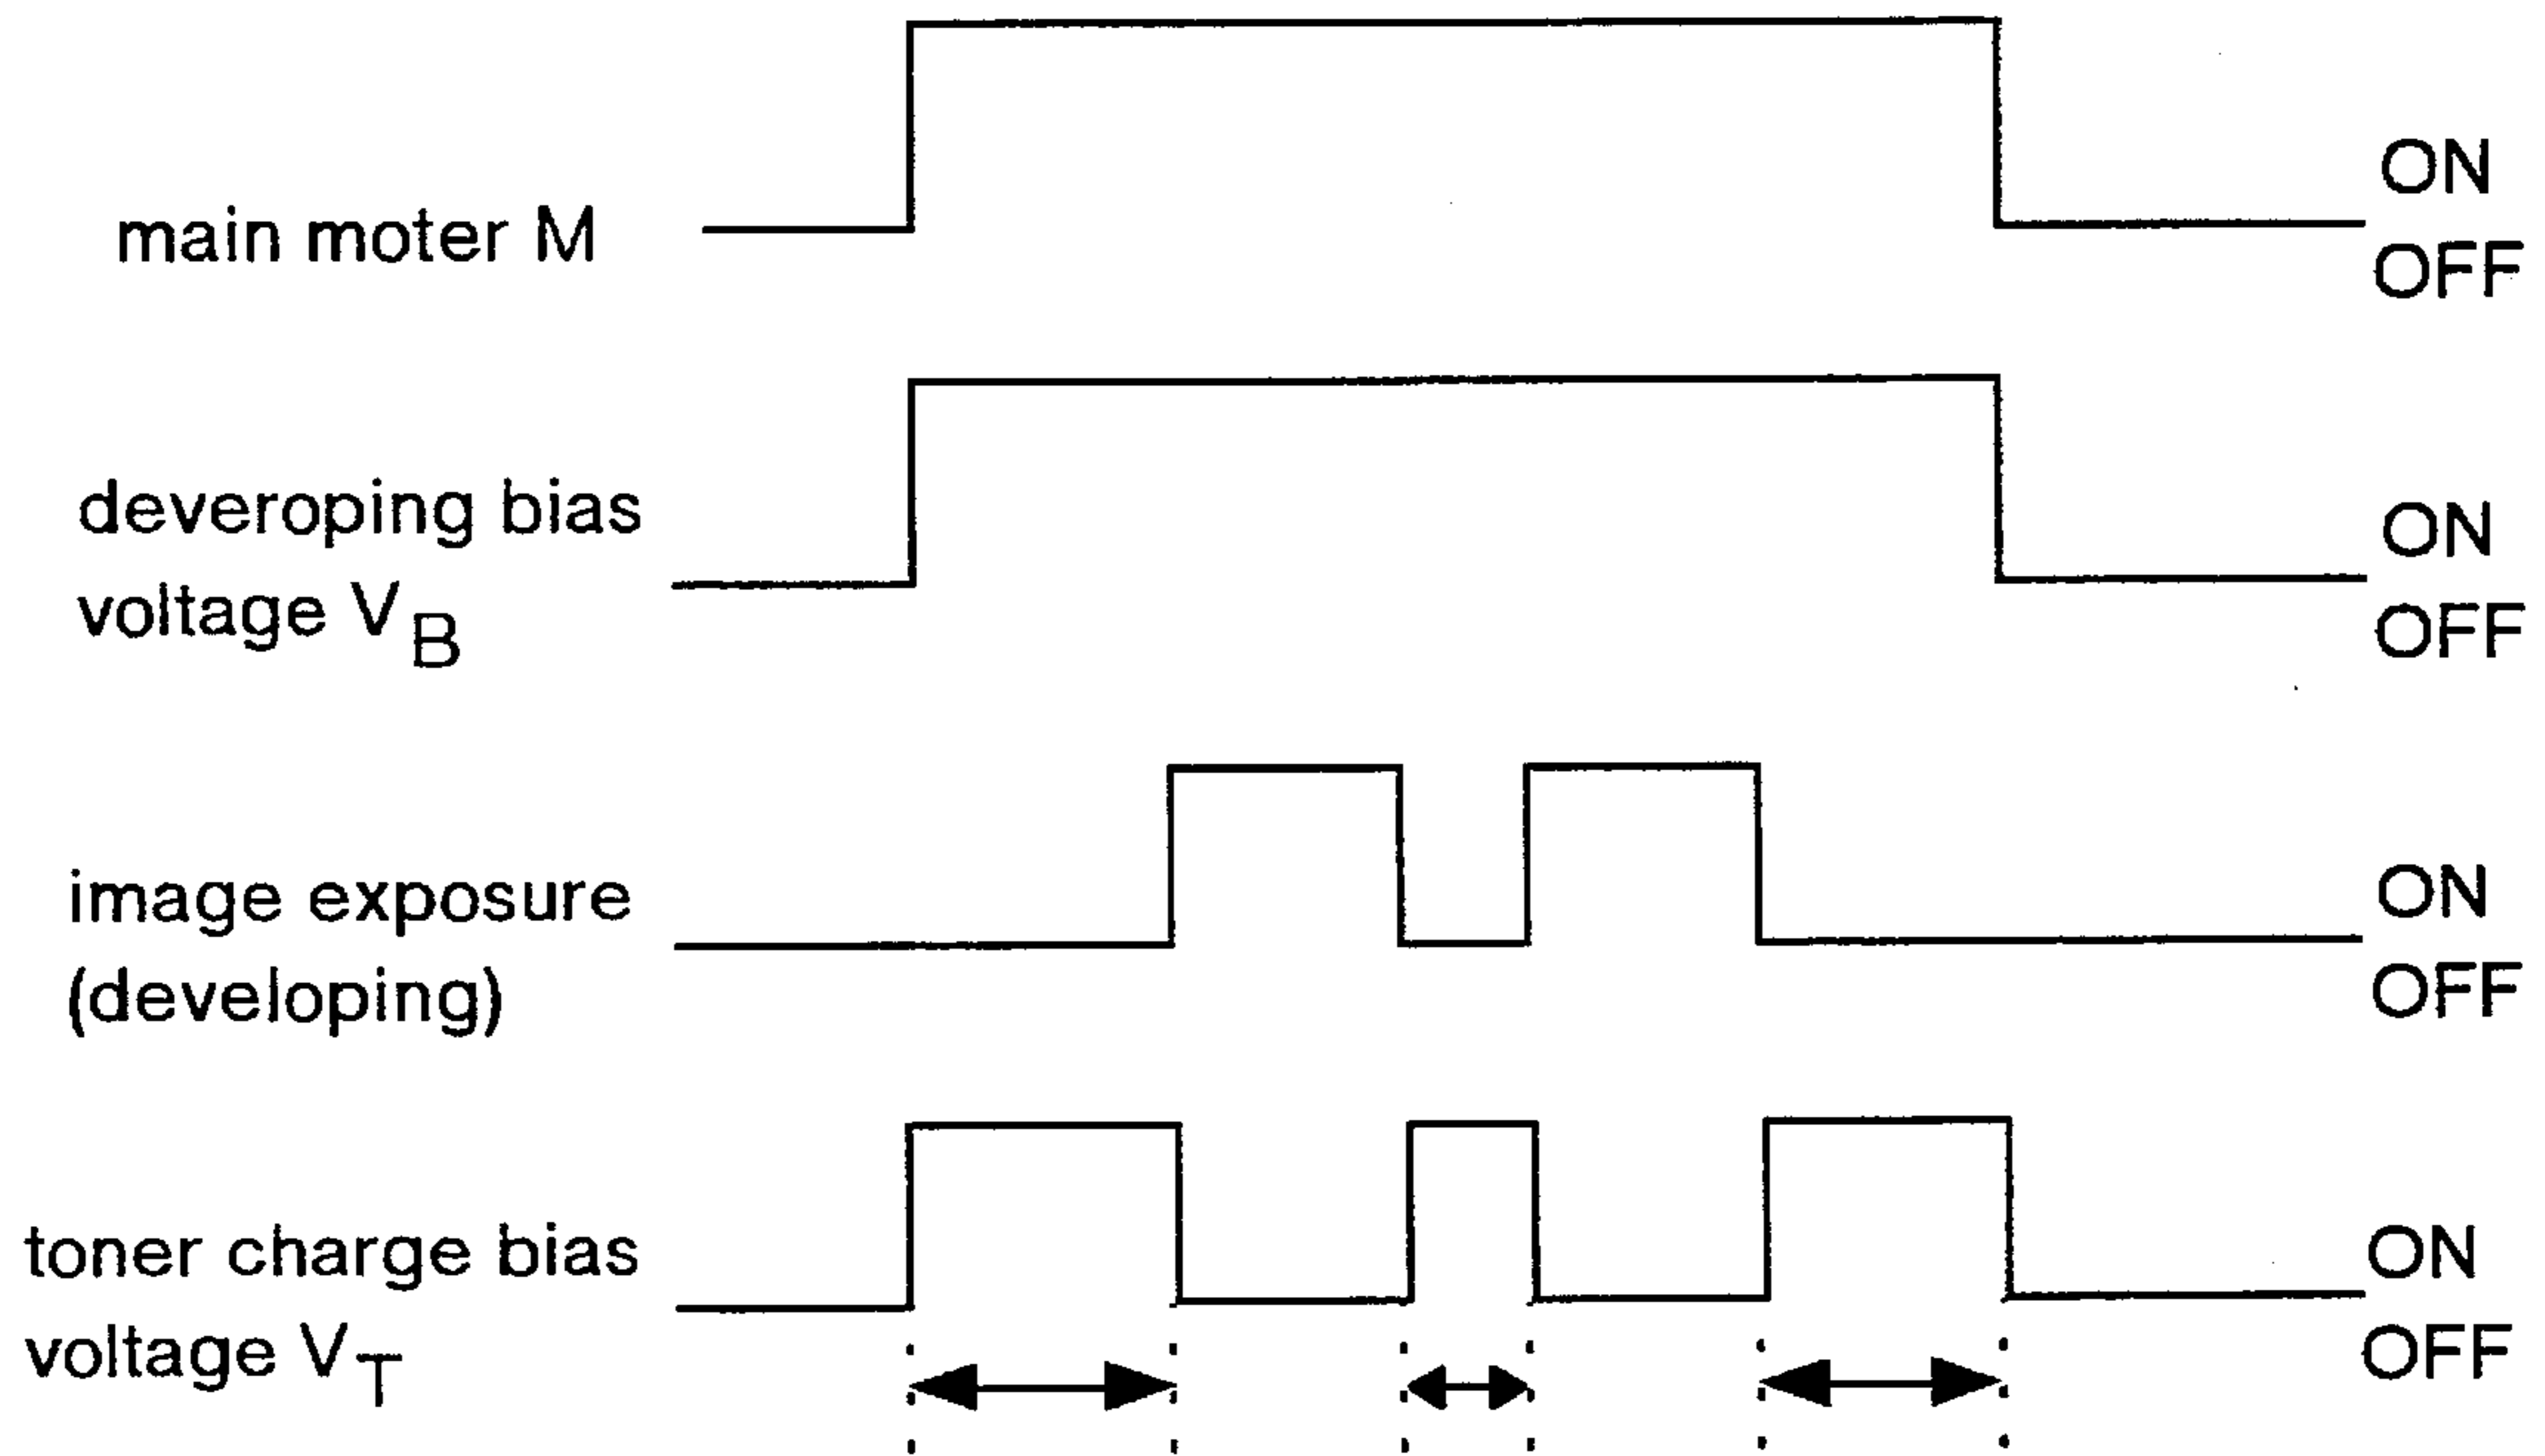 ON
main moter M
OFF
deveroping bias
ON
voltage VB
OFF
image exposure
ON
(developing)
OFF
toner charge bias
ON
voltage VT
OFF